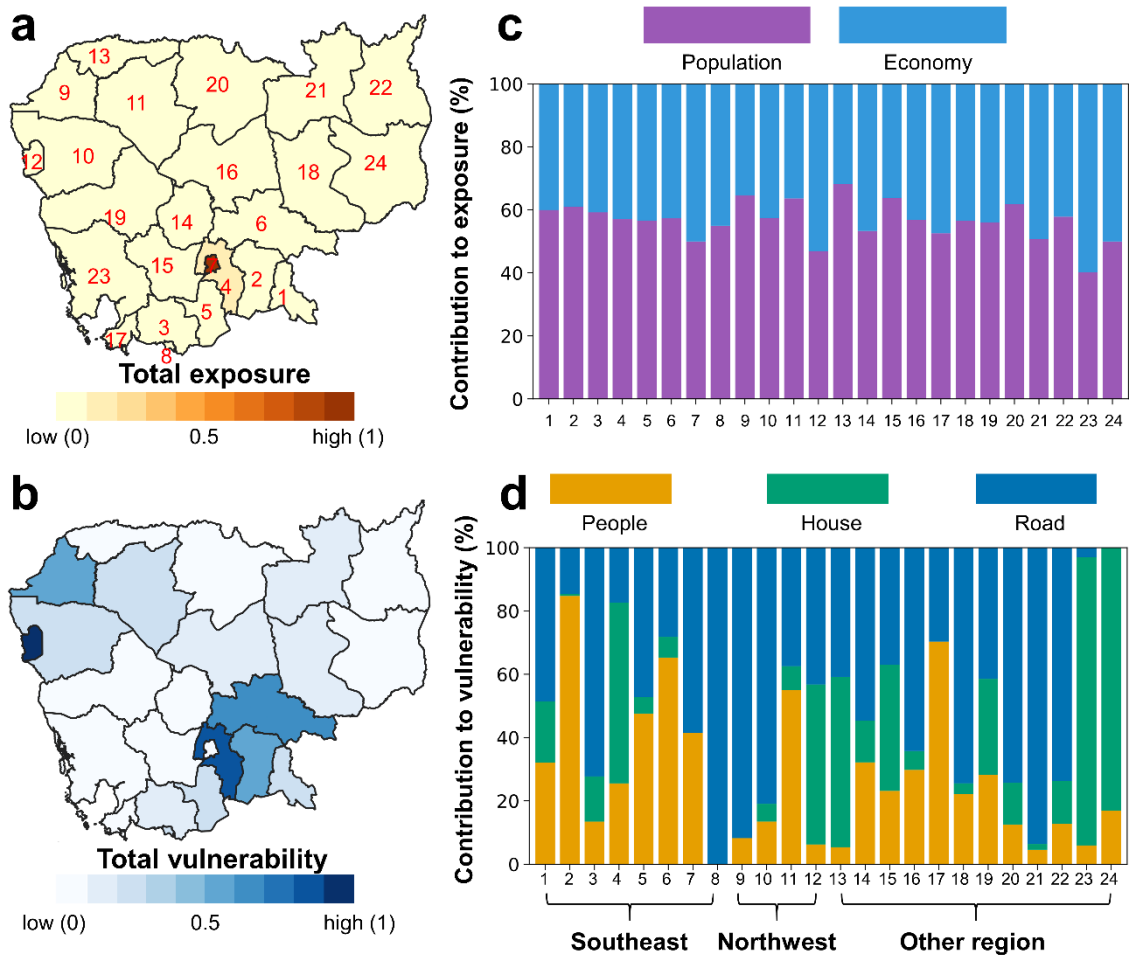 a
13
9
11
20
21
22
12
10
16
18
24
19
14
6
23
15
4
2
1
5
3
17
8
Total exposure
low (0)
0.5
high (1)
c
Population
Economy
Contribution to exposure (%)
100
80
60
40
20
0
1 2 3 4 5 6 7 8 9 10 11 12 13 14 15 16 17 18 19 20 21 22 23 24
b
Total vulnerability
low (0)
0.5
high (1)
d
People
House
Road
Contribution to vulnerability (%)
100
80
60
40
20
0
1 2 3 4 5 6 7 8 9 10 11 12 13 14 15 16 17 18 19 20 21 22 23 24
Southeast
Northwest
Other region